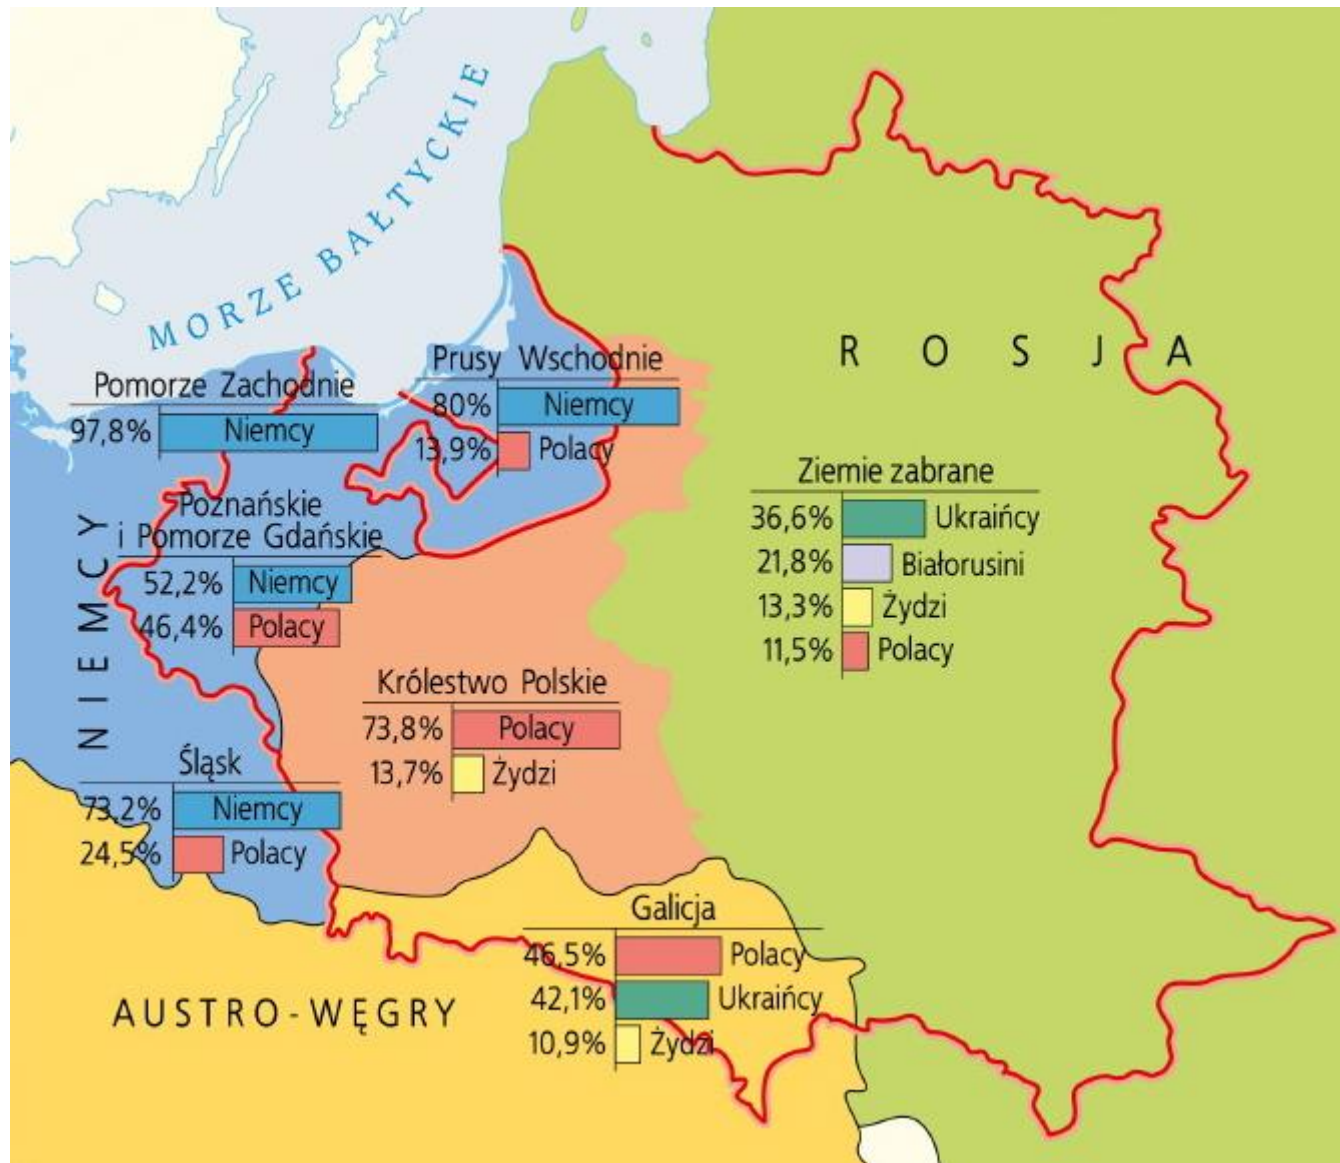 MORZE BAŁTYCKIE
ROSJA
NIEMCY
AUSTRO-WĘGRY
Pomorze Zachodnie
97,8% Niemcy
Prusy Wschodnie
80% Niemcy
13,9% Polacy
Poznańskie
i Pomorze Gdańskie
52,2% Niemcy
46,4% Polacy
Ziemie zabrane
36,6% Ukraińcy
21,8% Białorusini
13,3% Żydzi
11,5% Polacy
Królestwo Polskie
73,8% Polacy
13,7% Żydzi
Śląsk
73,2% Niemcy
24,5% Polacy
Galicja
46,5% Polacy
42,1% Ukraińcy
10,9% Żydzi